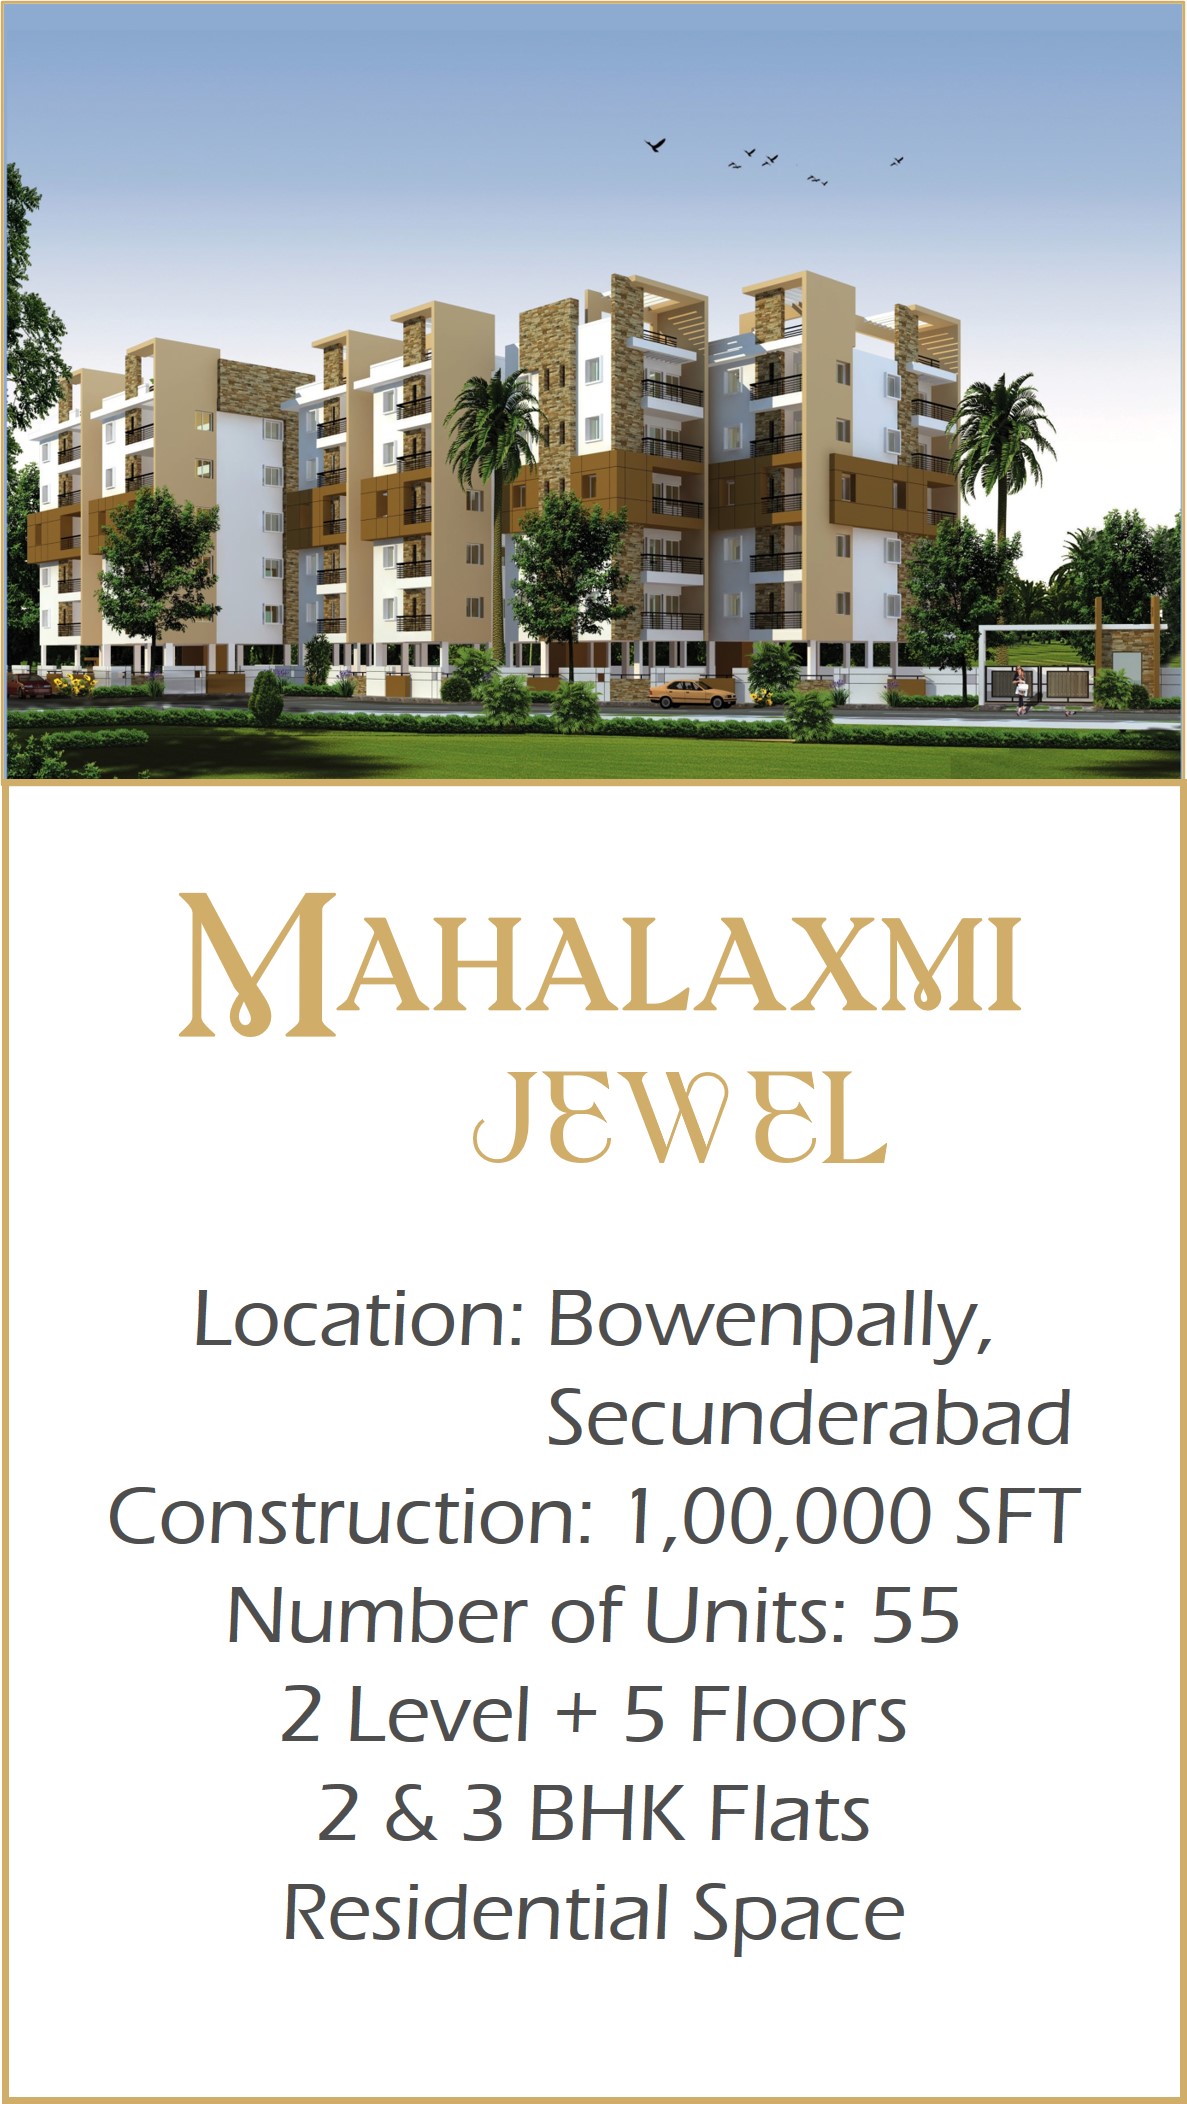 MAHALAXMI
JEWEL
Location: Bowenpally,
Secunderabad
Construction: 1,00,000 SFT
Number of Units: 55
2 Level + 5 Floors
2 & 3 BHK Flats
Residential Space